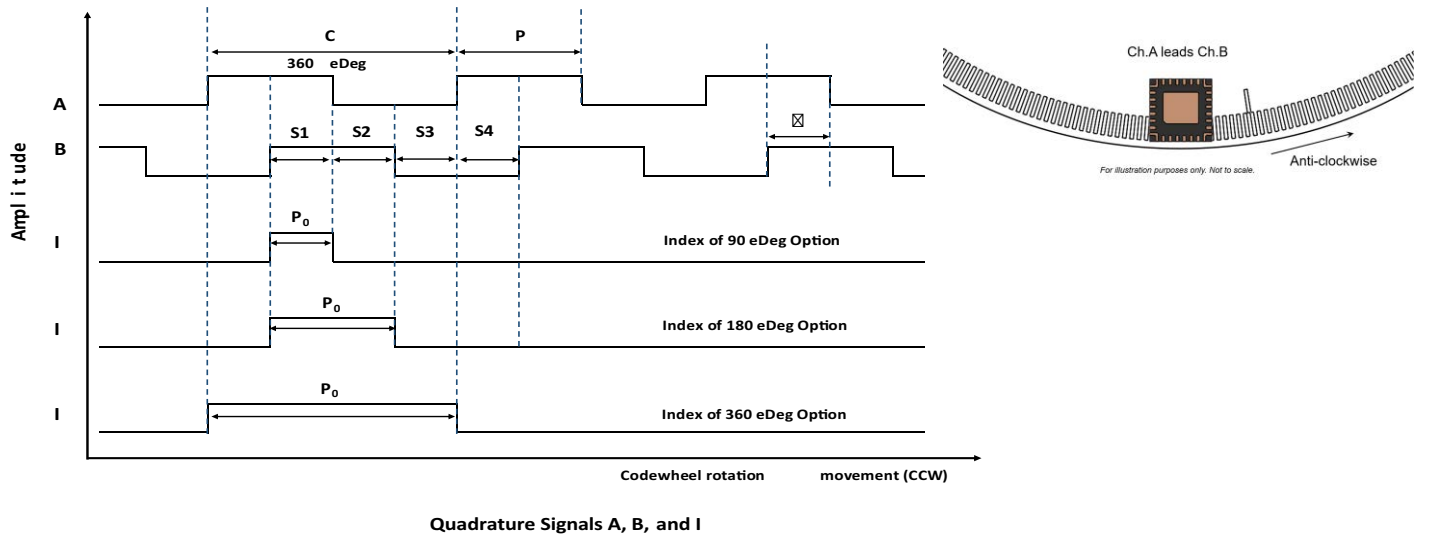 C
P
360 eDeg
A
S1
S2
S3
S4
B
P0
I
Index of 90 eDeg Option
P0
I
Index of 180 eDeg Option
P0
I
Index of 360 eDeg Option
Amplitude
Codewheel rotation movement (CCW)
Quadrature Signals A, B, and I
Ch.A leads Ch.B
Anti-clockwise
For illustration purposes only. Not to scale.